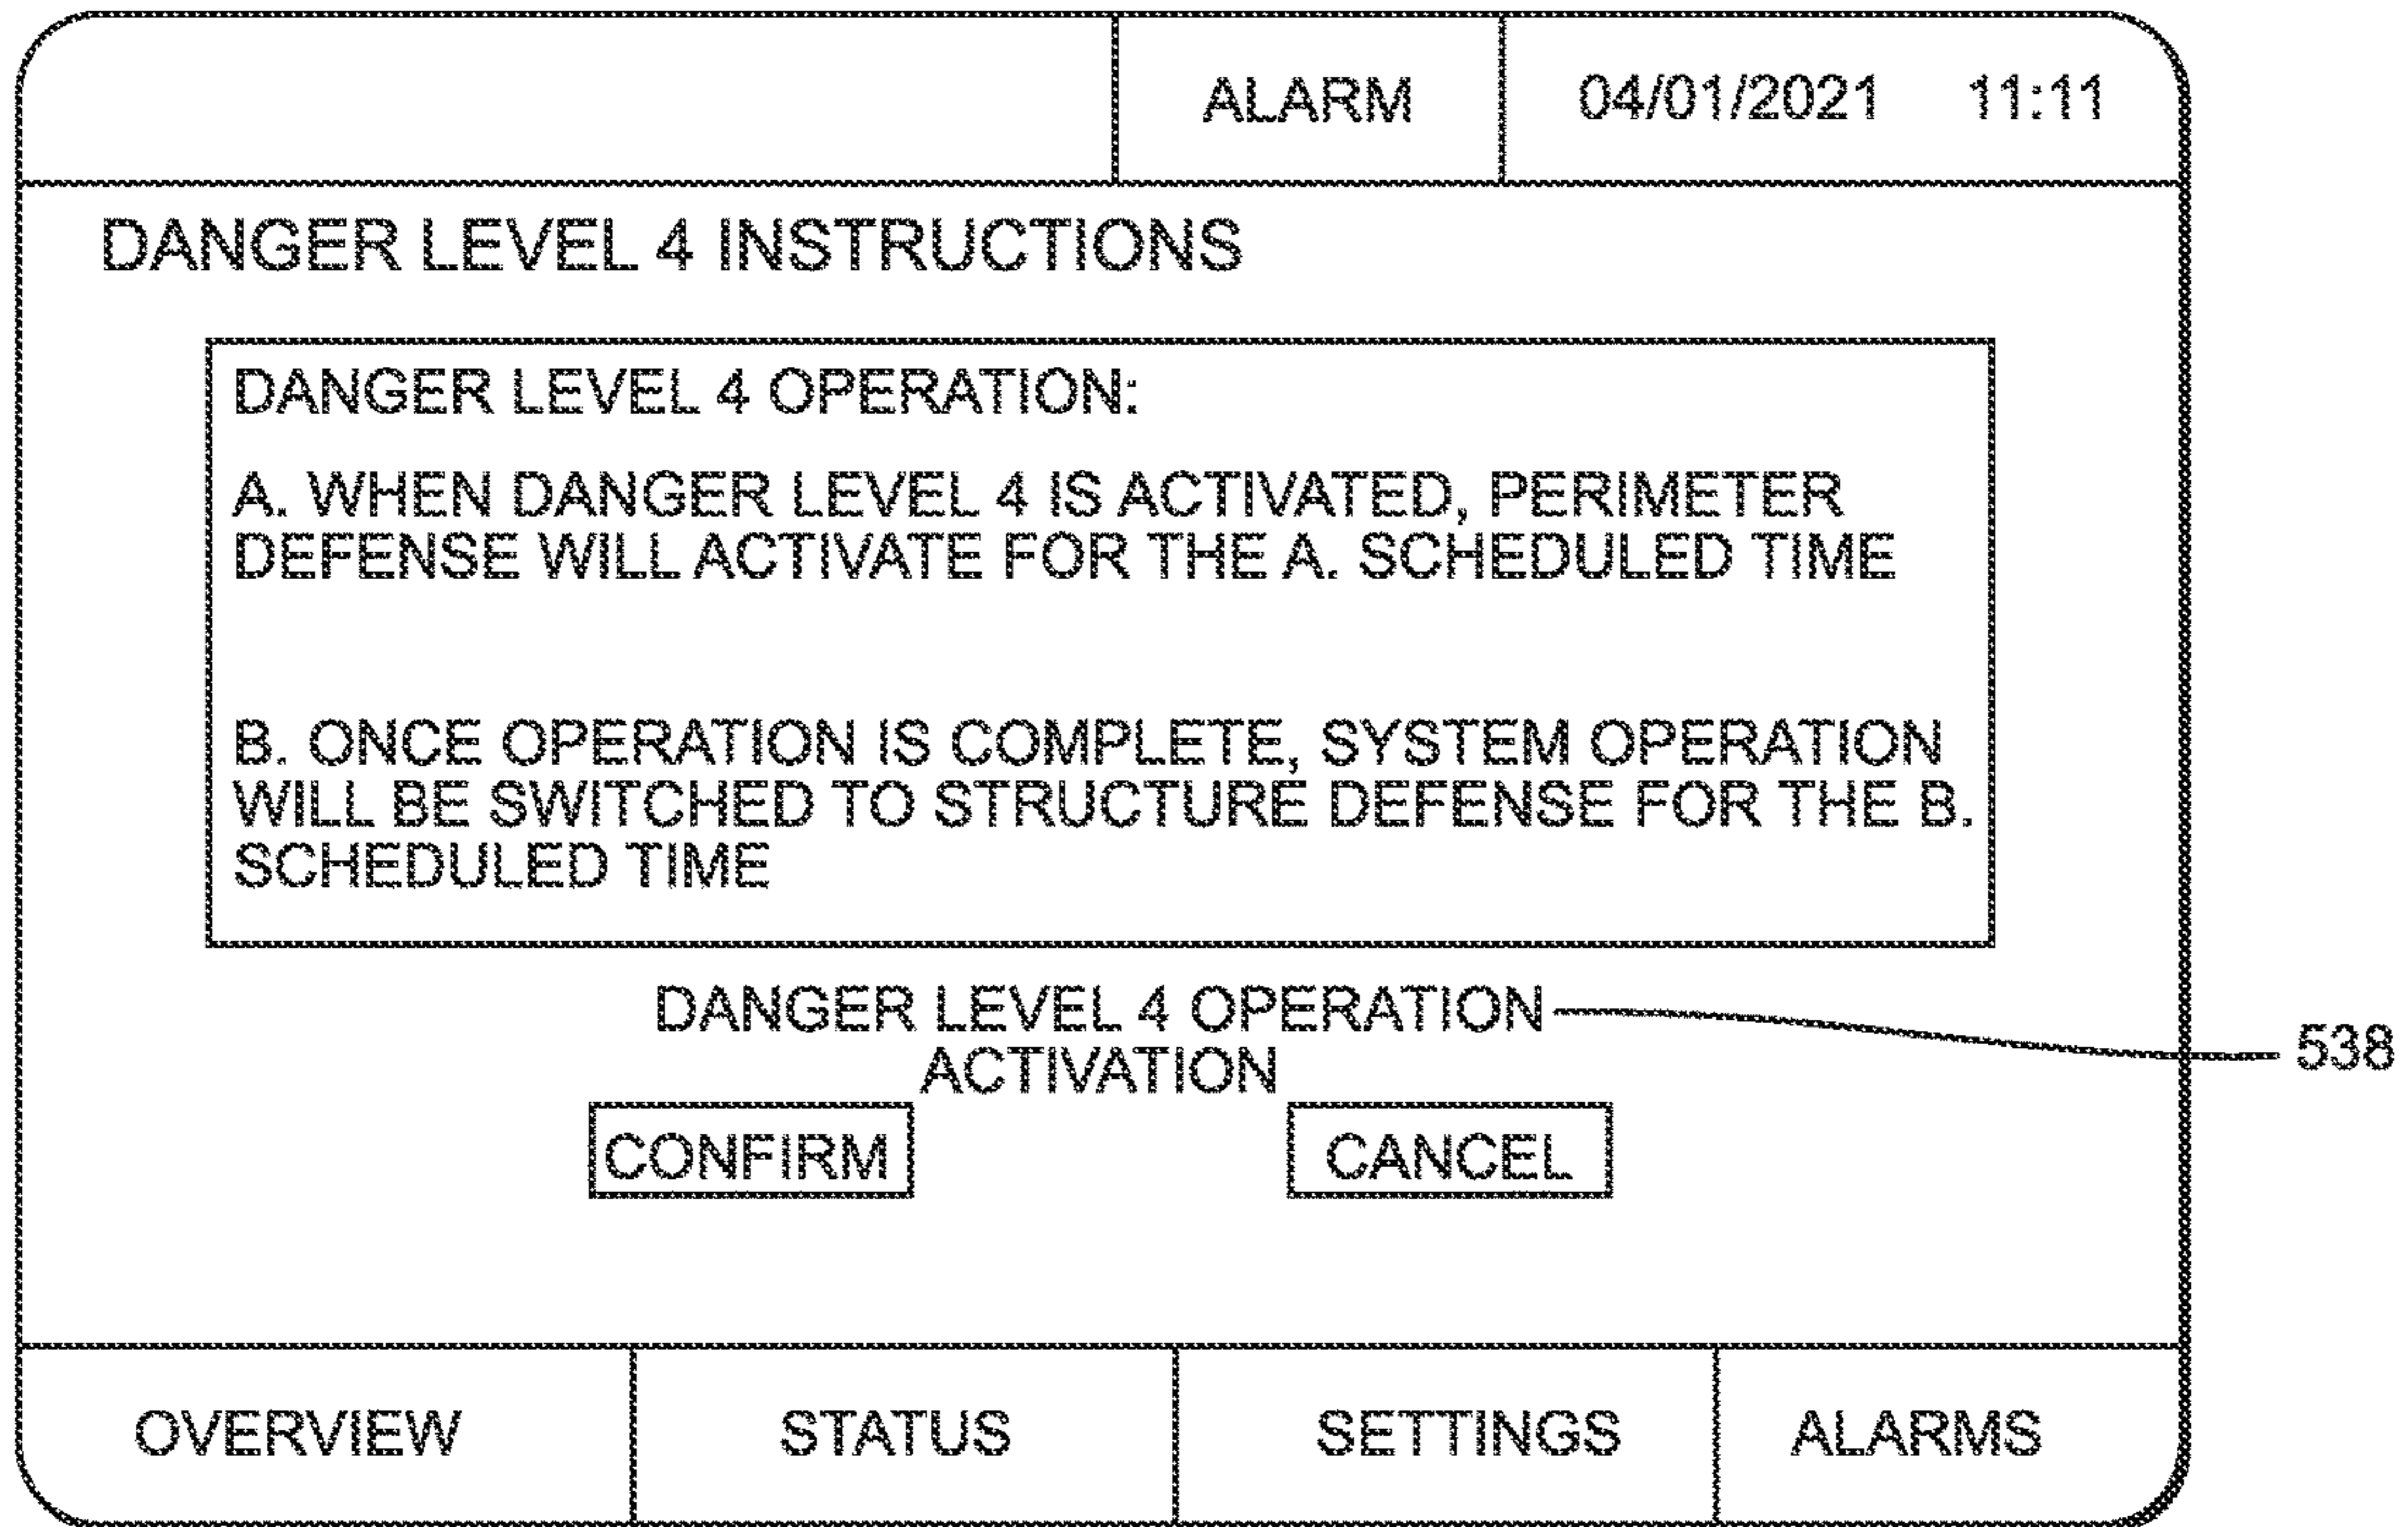 ALARM 04/01/2021 11:11
DANGER LEVEL 4 INSTRUCTIONS
DANGER LEVEL 4 OPERATION:
A. WHEN DANGER LEVEL 4 IS ACTIVATED, PERIMETER
DEFENSE WILL ACTIVATE FOR THE A. SCHEDULED TIME
B. ONCE OPERATION IS COMPLETE, SYSTEM OPERATION
WILL BE SWITCHED TO STRUCTURE DEFENSE FOR THE B.
SCHEDULED TIME
DANGER LEVEL 4 OPERATION
ACTIVATION
538
CONFIRM CANCEL
OVERVIEW STATUS SETTINGS ALARMS